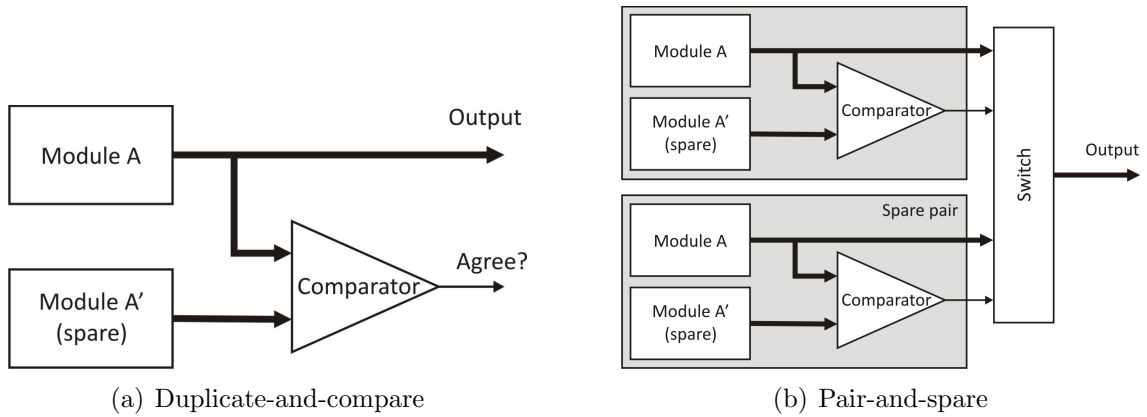 Module A
Output
Module A'
(spare)
Comparator
Agree?
(a) Duplicate-and-compare
Module A
Module A'
(spare)
Comparator
Spare pair
Module A
Module A'
(spare)
Comparator
Switch
Output
(b) Pair-and-spare